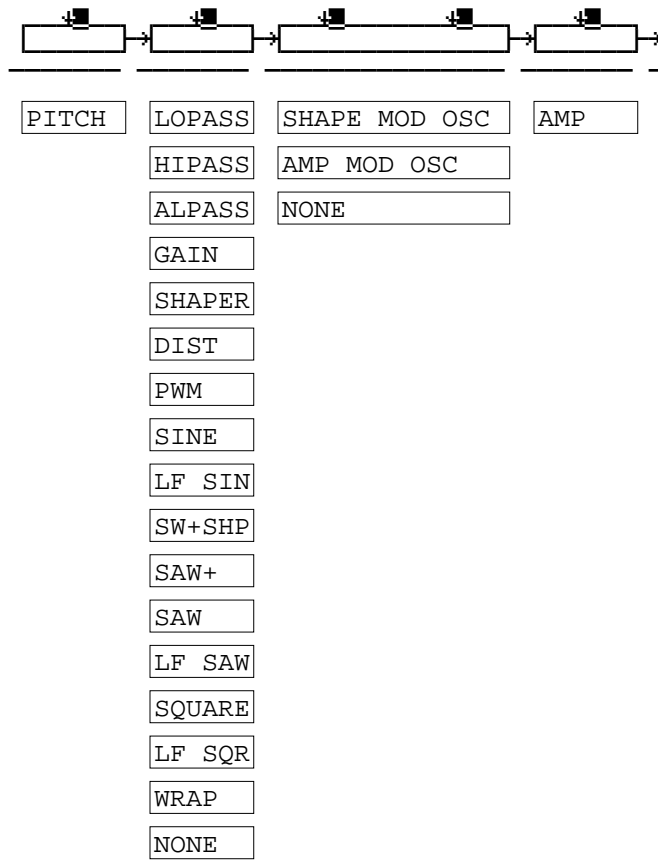 PITCH LOPASS SHAPE MOD OSC AMP
HIPASS AMP MOD OSC
ALPASS NONE
GAIN
SHAPER
DIST
PWM
SINE
LF SIN
SW+SHP
SAW+
SAW
LF SAW
SQUARE
LF SQR
WRAP
NONE